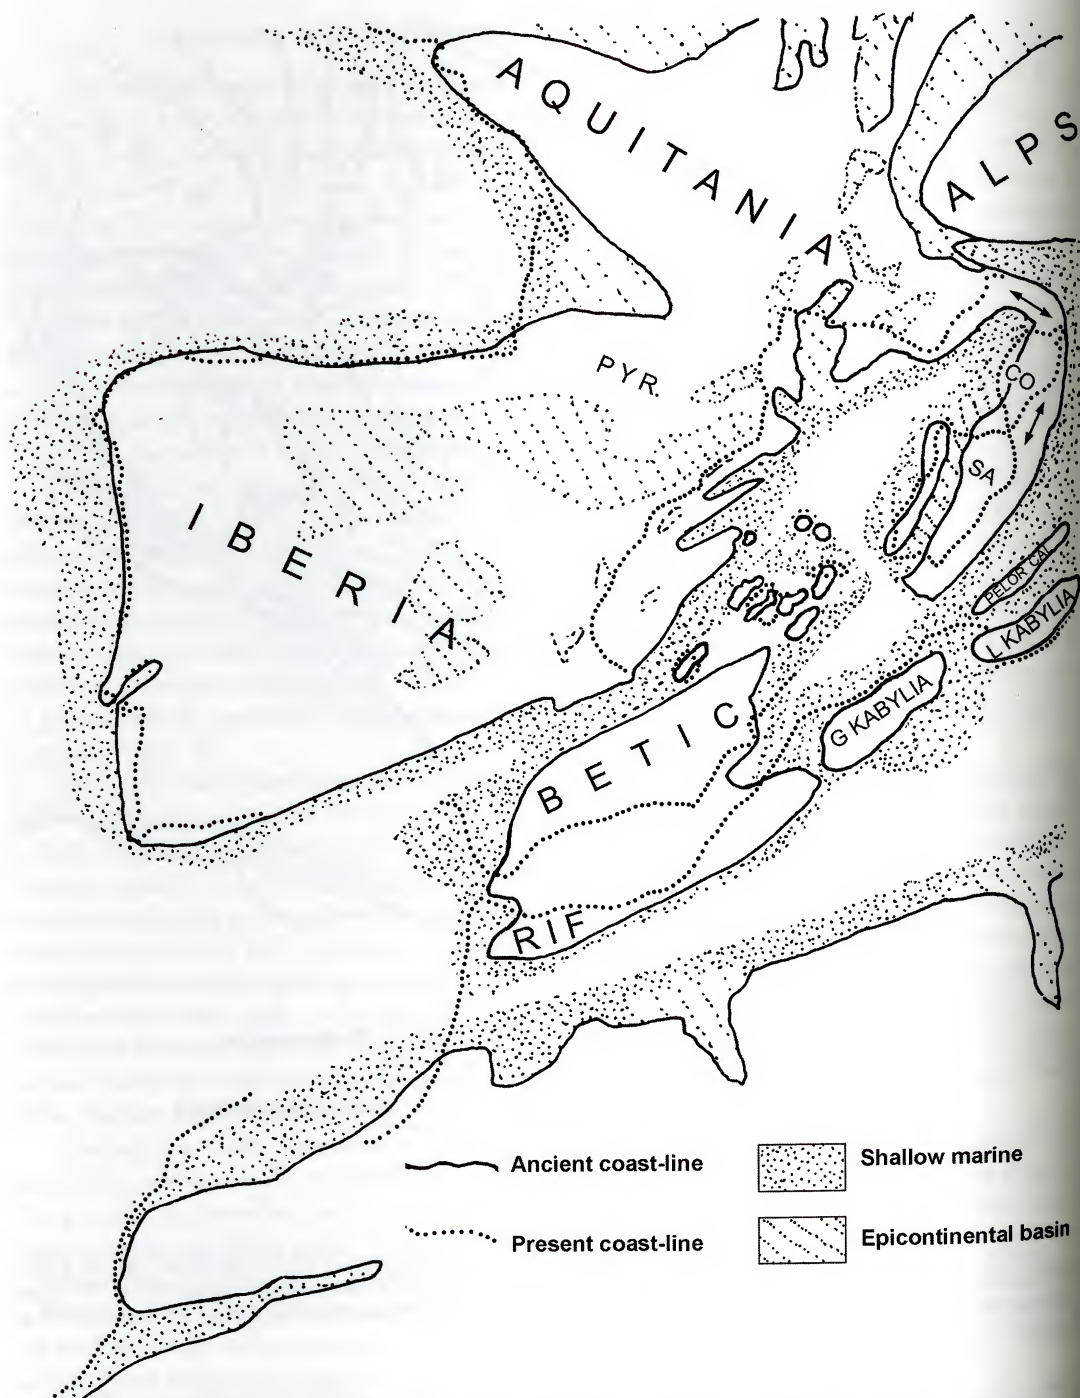 AQUITANIA
ALPS
PYR.
CO
SA
IBERIA
PELOR CAL
L KABYLIA
G KABYLIA
BETIC
RIF
Ancient coast-line
Shallow marine
Present coast-line
Epicontinental basin